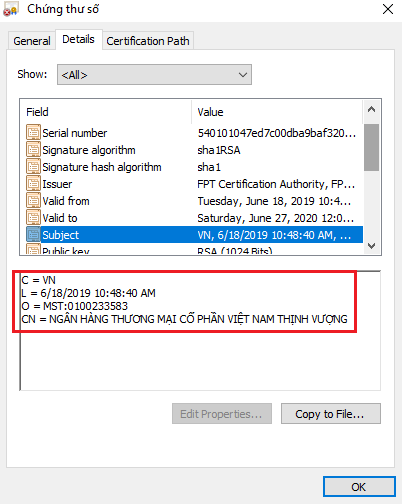 Chứng thư số
General
Details
Certification Path
Show:
<All>
Field Value
Serial number 540101047ed7c00dba9baf320...
Signature algorithm sha1RSA
Signature hash algorithm sha1
Issuer FPT Certification Authority, FP...
Valid from Tuesday, June 18, 2019 10:4...
Valid to Saturday, June 27, 2020 12:0...
Subject VN, 6/18/2019 10:48:40 AM, ...
Public key RSA (1024 Bits)
C = VN
L = 6/18/2019 10:48:40 AM
O = MST:0100233583
CN = NGÂN HÀNG THƯƠNG MẠI CỔ PHẦN VIỆT NAM THỊNH VƯỢNG
Edit Properties...
Copy to File...
OK